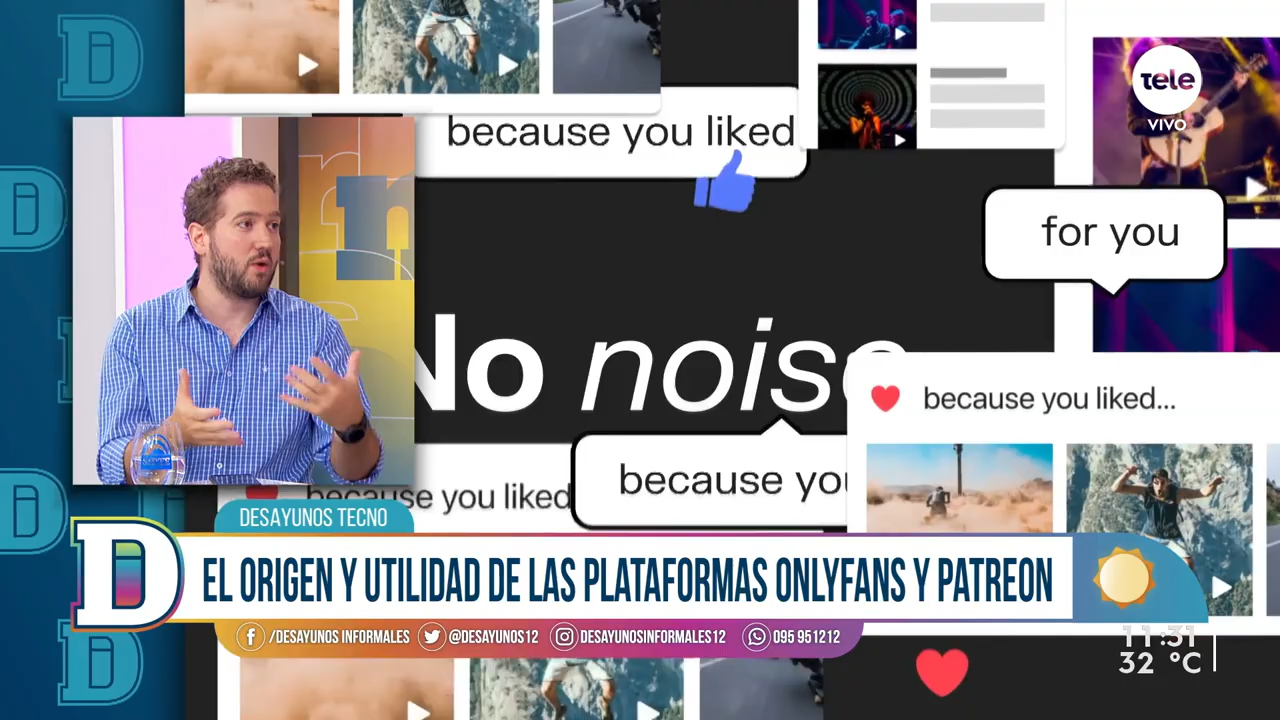 because you liked
tele
VIVO
for you
No noise
because you liked...
because you
because you liked
DESAYUNOS TECNO
D
EL ORIGEN Y UTILIDAD DE LAS PLATAFORMAS ONLYFANS Y PATREON
/DESAYUNOS INFORMALES @DESAYUNOS12 DESAYUNOSINFORMALES12 095 951212
11:31
32 °C